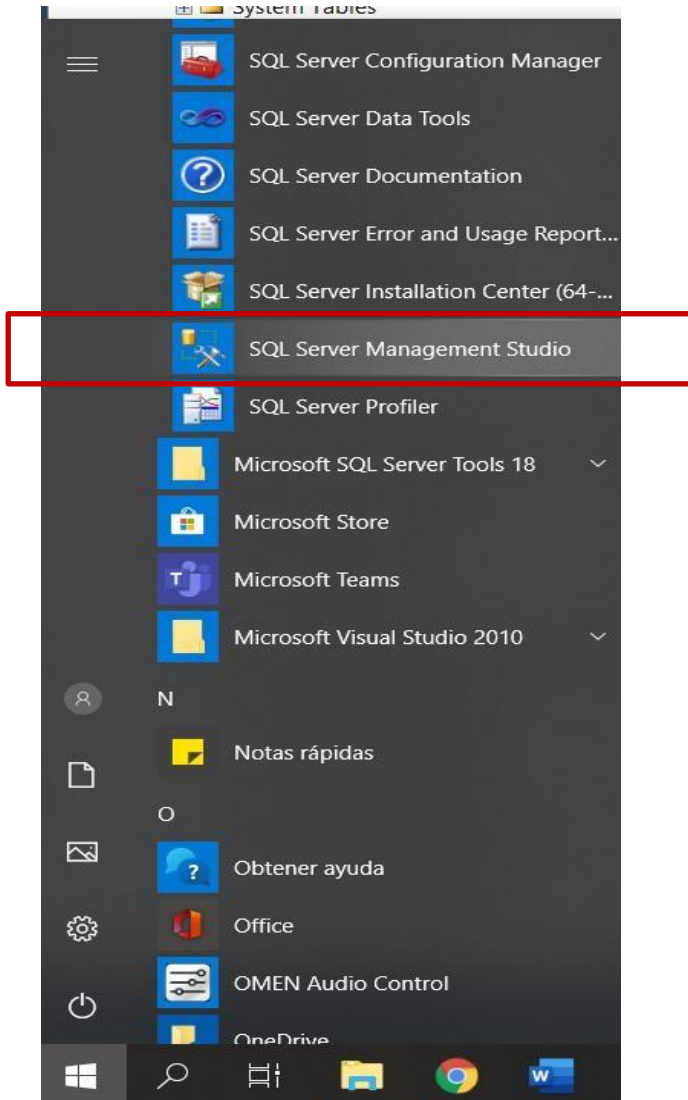 System Tables
SQL Server Configuration Manager
SQL Server Data Tools
SQL Server Documentation
SQL Server Error and Usage Report...
SQL Server Installation Center (64-...
SQL Server Management Studio
SQL Server Profiler
Microsoft SQL Server Tools 18
Microsoft Store
Microsoft Teams
Microsoft Visual Studio 2010
N
Notas rápidas
O
Obtener ayuda
Office
OMEN Audio Control
OneDrive